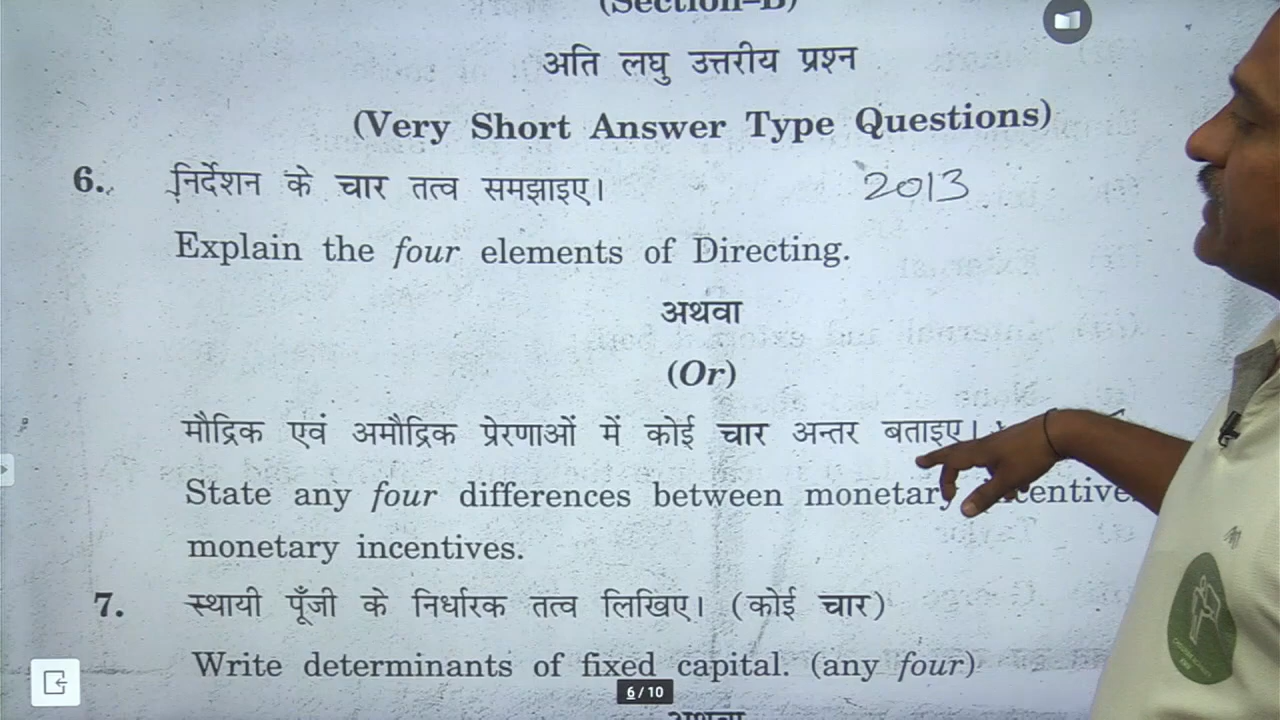 (Section–B)
अति लघु उत्तरीय प्रश्न
(Very Short Answer Type Questions)
6. निर्देशन के चार तत्व समझाइए। 2013
Explain the four elements of Directing.
अथवा
(Or)
मौद्रिक एवं अमौद्रिक प्रेरणाओं में कोई चार अन्तर बताइए।
State any four differences between monetary incentive
monetary incentives.
7. स्थायी पूँजी के निर्धारक तत्व लिखिए। (कोई चार)
Write determinants of fixed capital. (any four)
6 / 10
अथवा